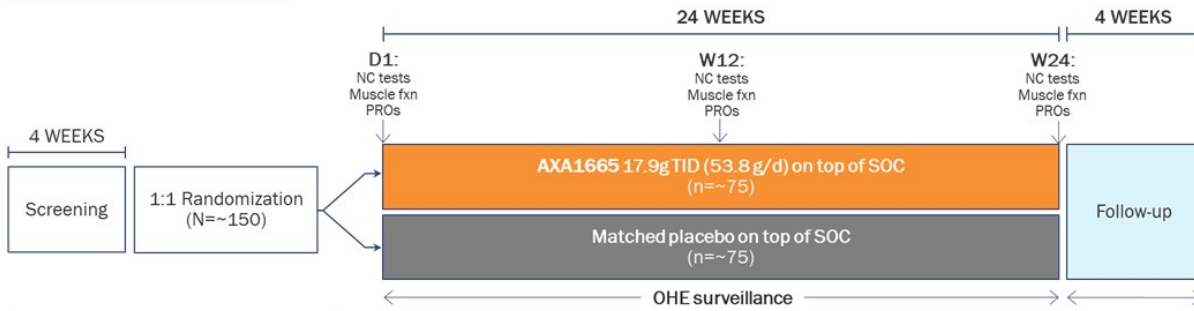 24 WEEKS
4 WEEKS
D1:
NC tests
Muscle fxn
PROs
W12:
NC tests
Muscle fxn
PROs
W24:
NC tests
Muscle fxn
PROs
4 WEEKS
Screening
1:1 Randomization
(N=~150)
AXA1665 17.9g TID (53.8 g/d) on top of SOC
(n=~75)
Matched placebo on top of SOC
(n=~75)
Follow-up
OHE surveillance